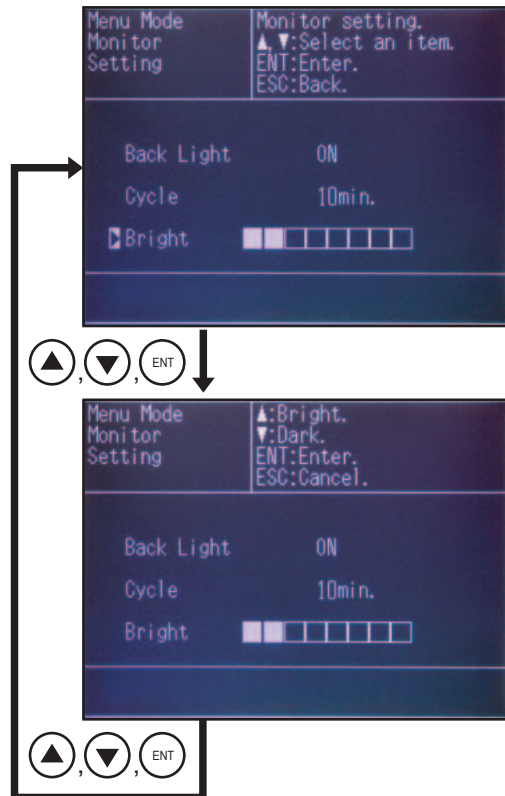 Menu Mode
Monitor
Setting
Monitor setting.
▲,▼:Select an item.
ENT:Enter.
ESC:Back.
Back Light ON
Cycle 10min.
Bright
▲,▼,ENT
Menu Mode
Monitor
Setting
▲:Bright.
▼:Dark.
ENT:Enter.
ESC:Cancel.
Back Light ON
Cycle 10min.
Bright
▲,▼,ENT